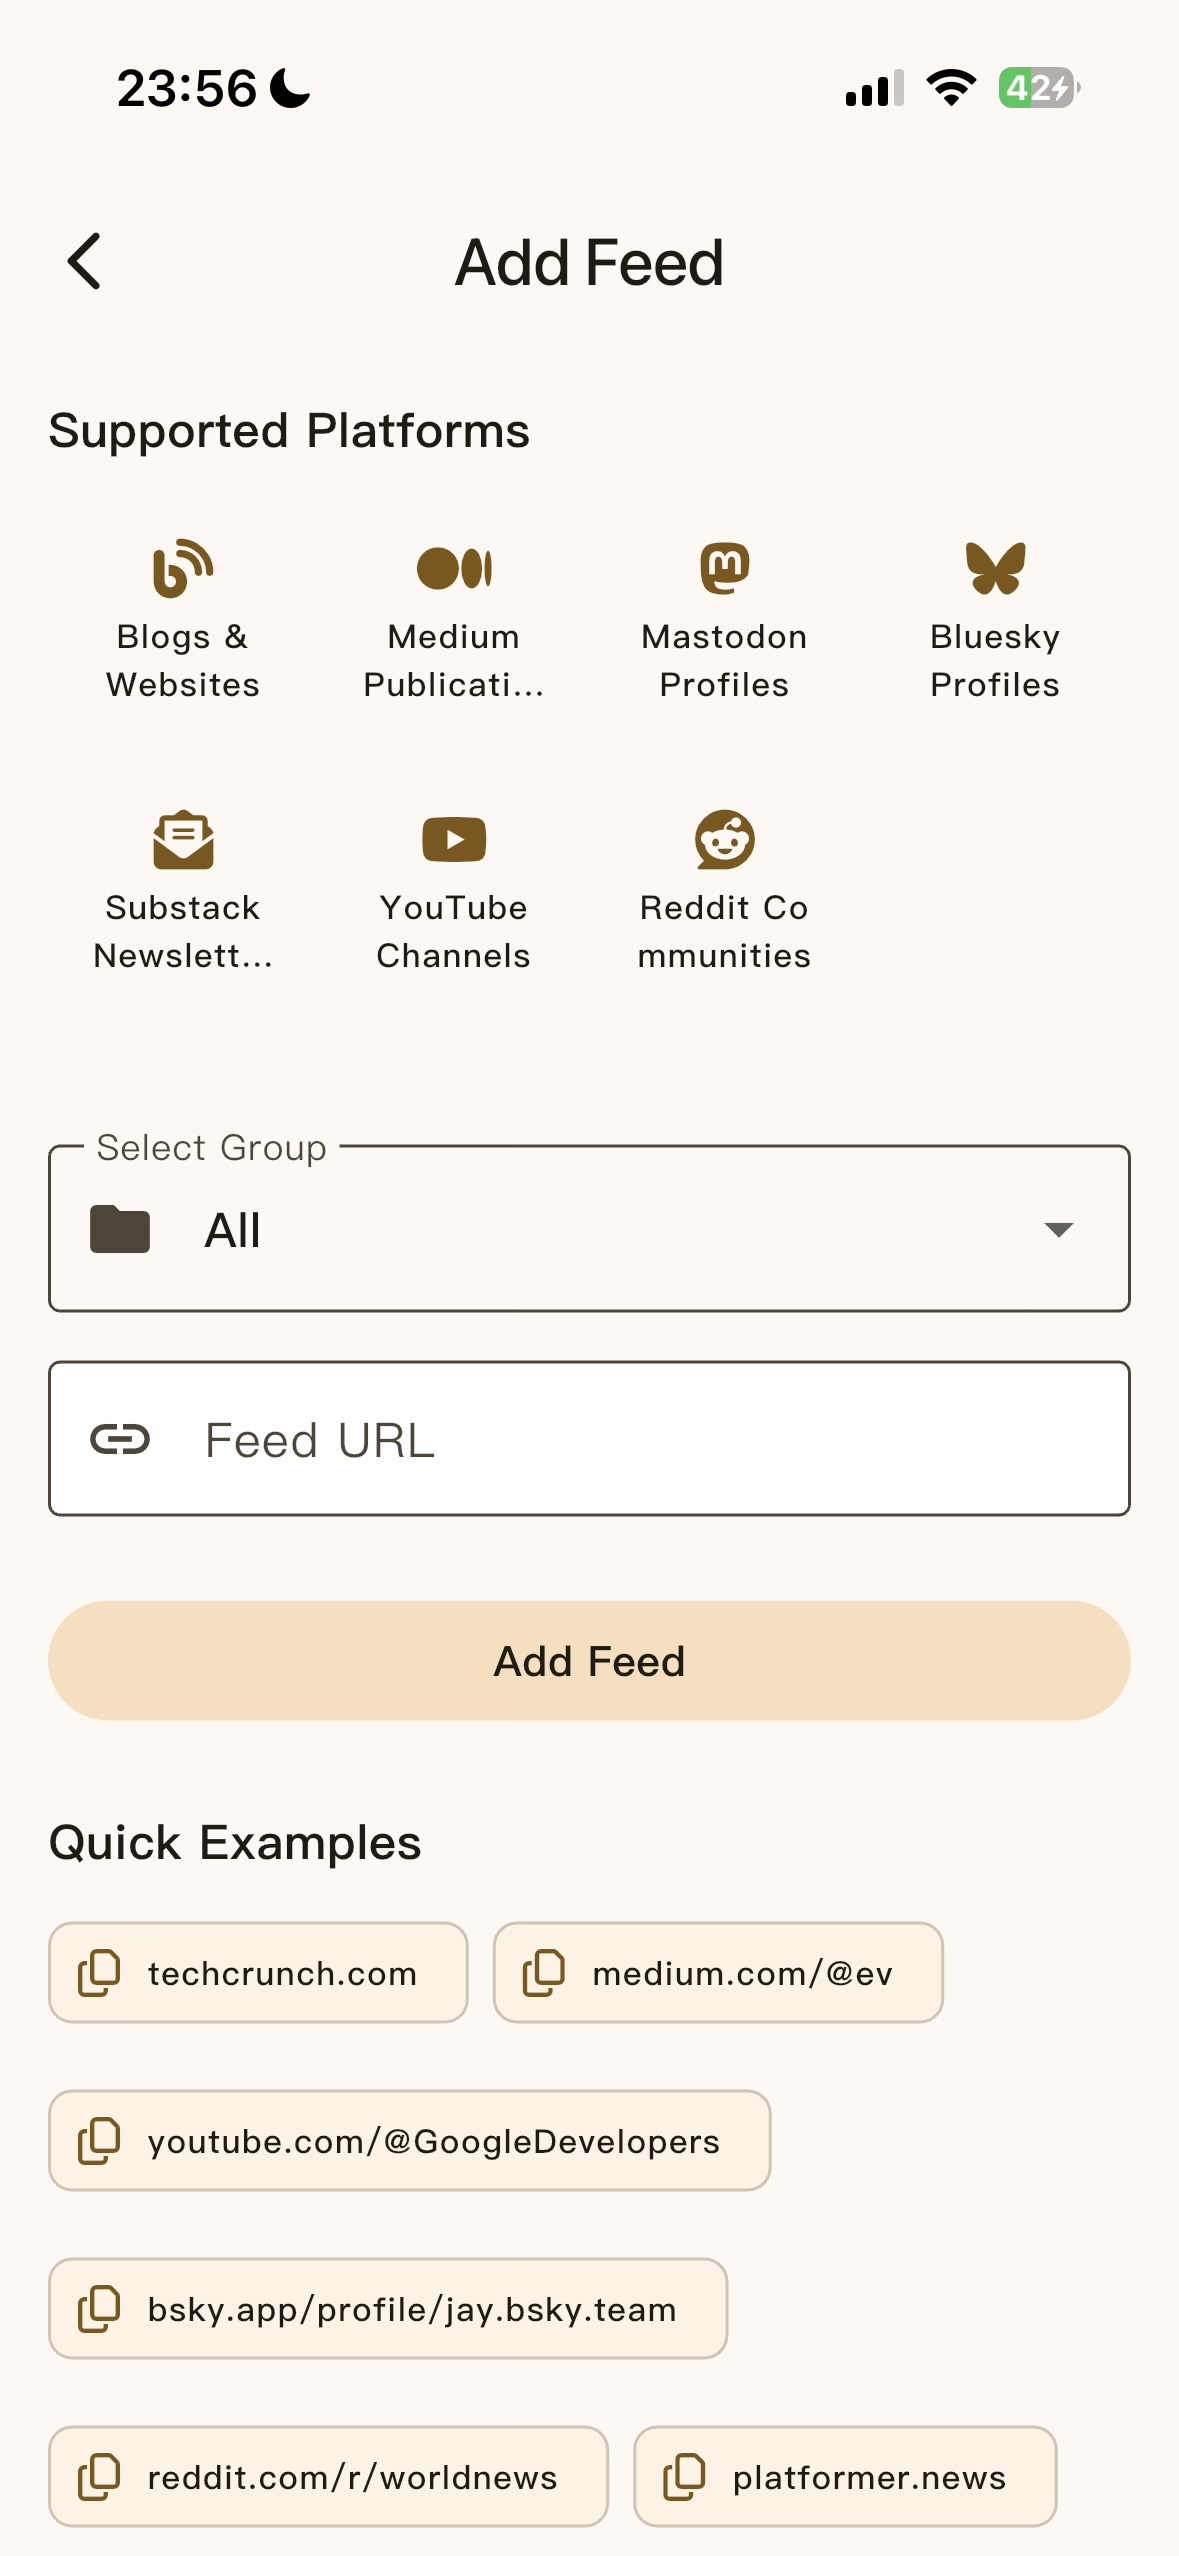 23:56
42
Add Feed
Supported Platforms
Blogs &
Websites
Medium
Publicati...
Mastodon
Profiles
Bluesky
Profiles
Substack
Newslett...
YouTube
Channels
Reddit Co
mmunities
Select Group
All
Feed URL
Add Feed
Quick Examples
techcrunch.com
medium.com/@ev
youtube.com/@GoogleDevelopers
bsky.app/profile/jay.bsky.team
reddit.com/r/worldnews
platformer.news